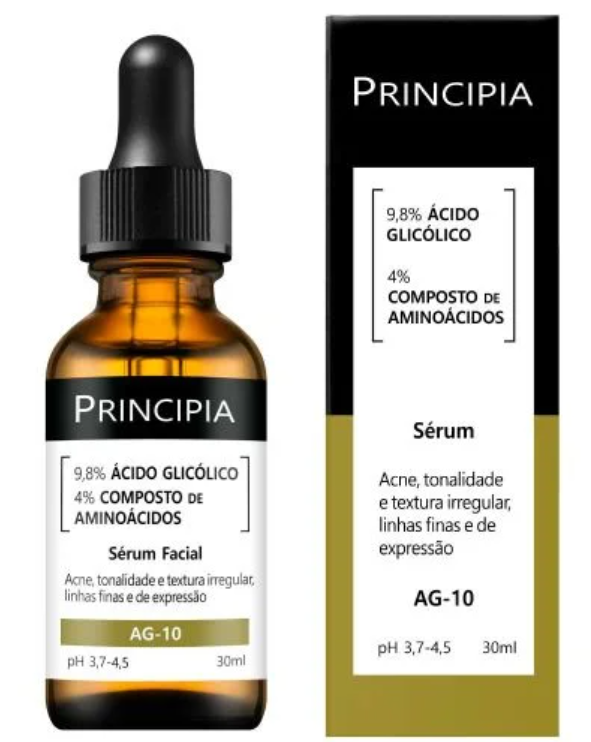 PRINCIPIA
9,8% ÁCIDO GLICÓLICO
4% COMPOSTO DE
AMINOÁCIDOS
Sérum Facial
Acne, tonalidade e textura irregular,
linhas finas e de expressão
AG-10
pH 3,7-4,5 30ml
PRINCIPIA
9,8% ÁCIDO
GLICÓLICO
4%
COMPOSTO DE
AMINOÁCIDOS
Sérum
Acne, tonalidade
e textura irregular,
linhas finas e de
expressão
AG-10
pH 3,7-4,5 30ml